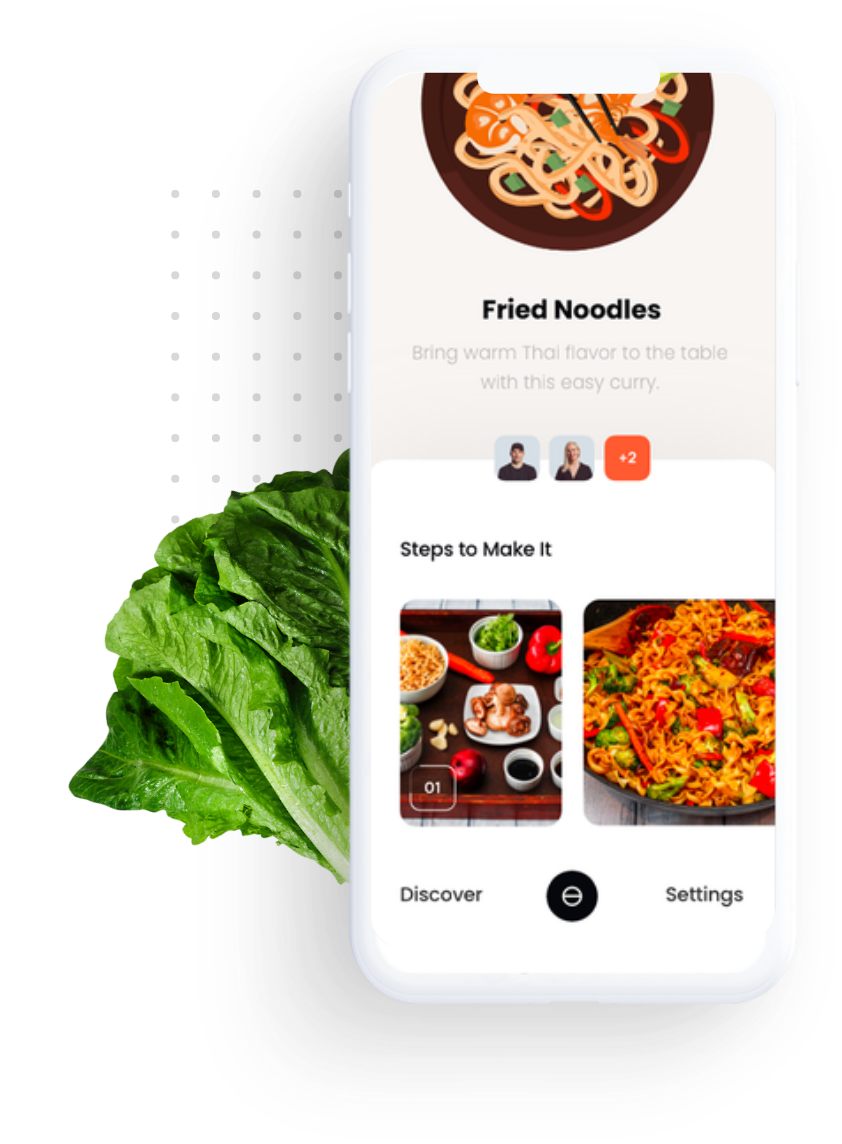 Fried Noodles
Bring warm Thai flavor to the table
with this easy curry.
+2
Steps to Make It
01
Discover
Settings